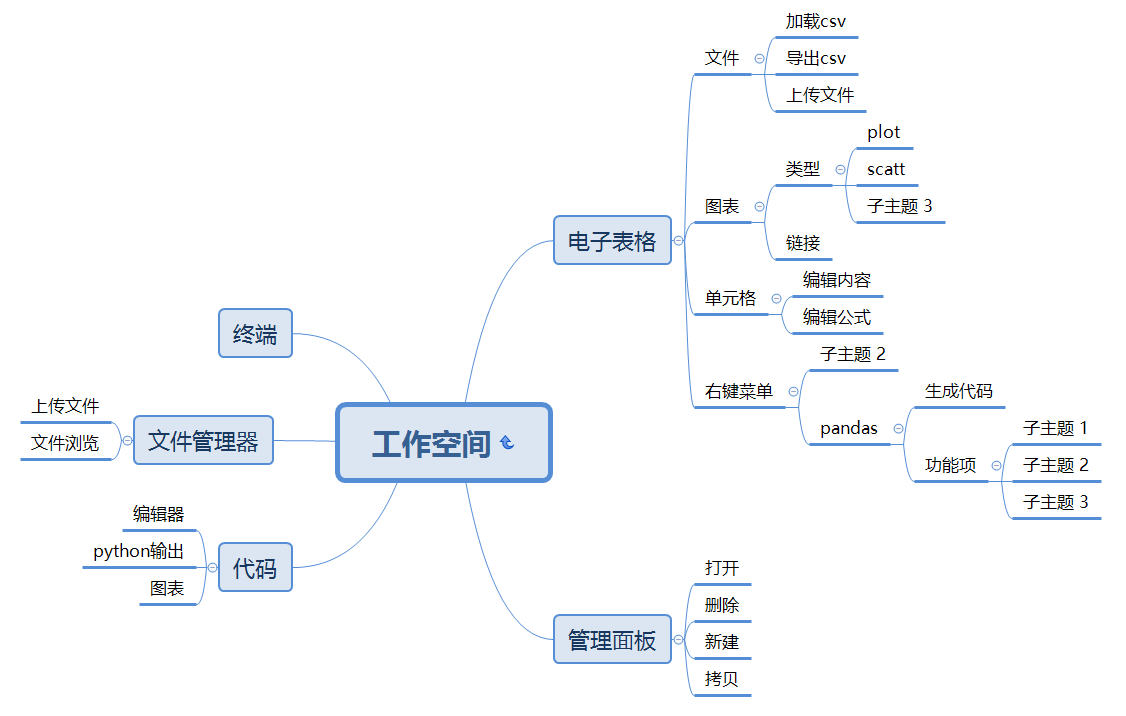 工作空间
电子表格
文件
加载csv
导出csv
上传文件
图表
类型
plot
scatt
子主题 3
链接
单元格
编辑内容
编辑公式
右键菜单
子主题 2
pandas
生成代码
功能项
子主题 1
子主题 2
子主题 3
管理面板
打开
删除
新建
拷贝
终端
文件管理器
上传文件
文件浏览
代码
编辑器
python输出
图表